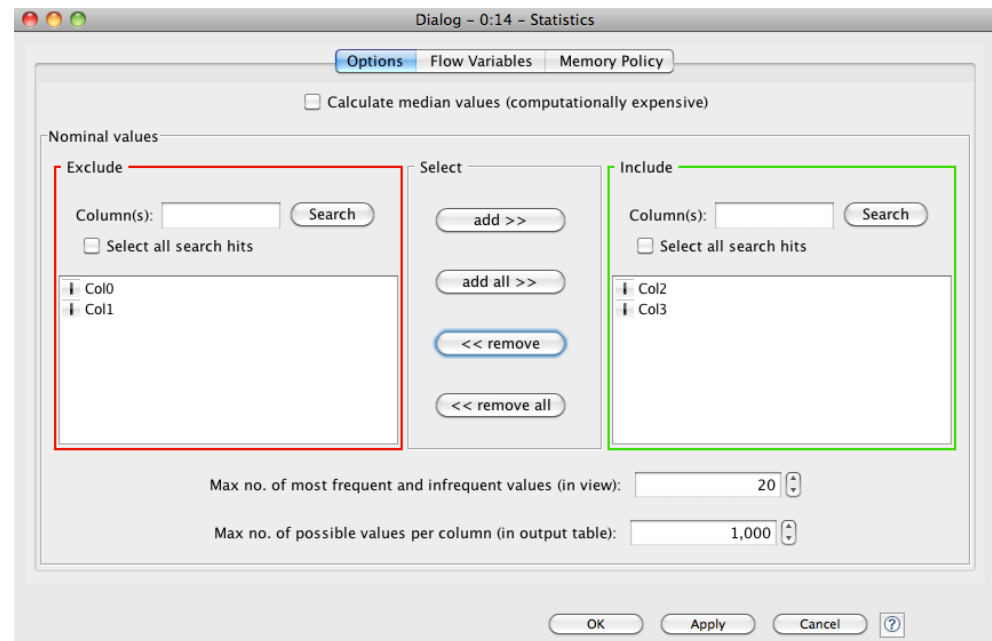 Dialog – 0:14 – Statistics
Options Flow Variables Memory Policy
Calculate median values (computationally expensive)
Nominal values
Exclude
Column(s): Search
Select all search hits
Col0
Col1
Select
add >>
add all >>
<< remove
<< remove all
Include
Column(s): Search
Select all search hits
Col2
Col3
Max no. of most frequent and infrequent values (in view): 20
Max no. of possible values per column (in output table): 1,000
OK Apply Cancel ?